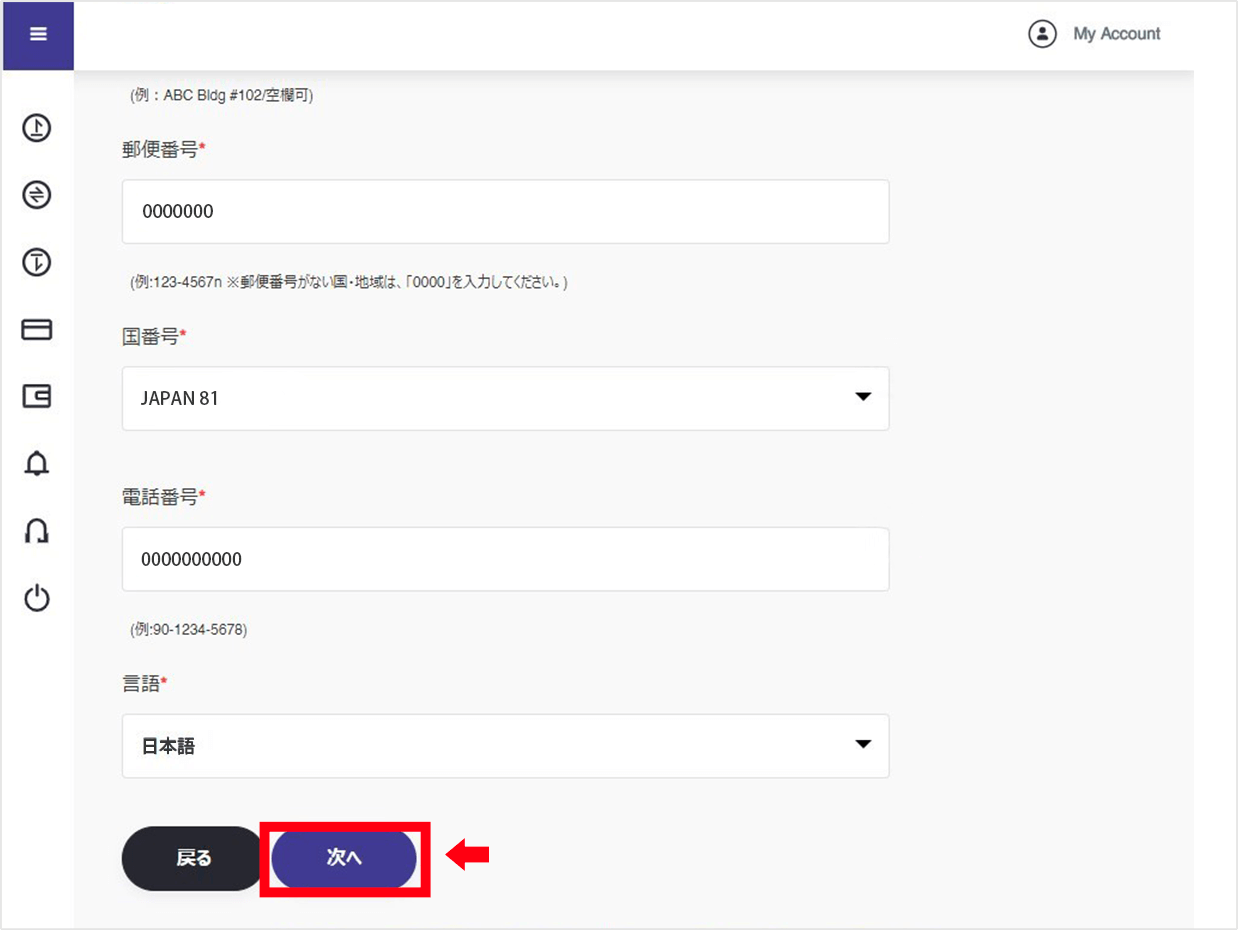 My Account
(例：ABC Bldg #102/空欄可)
郵便番号*
0000000
(例:123-4567n ※郵便番号がない国・地域は、「0000」を入力してください。)
国番号*
JAPAN 81
電話番号*
0000000000
(例:90-1234-5678)
言語*
日本語
戻る 次へ